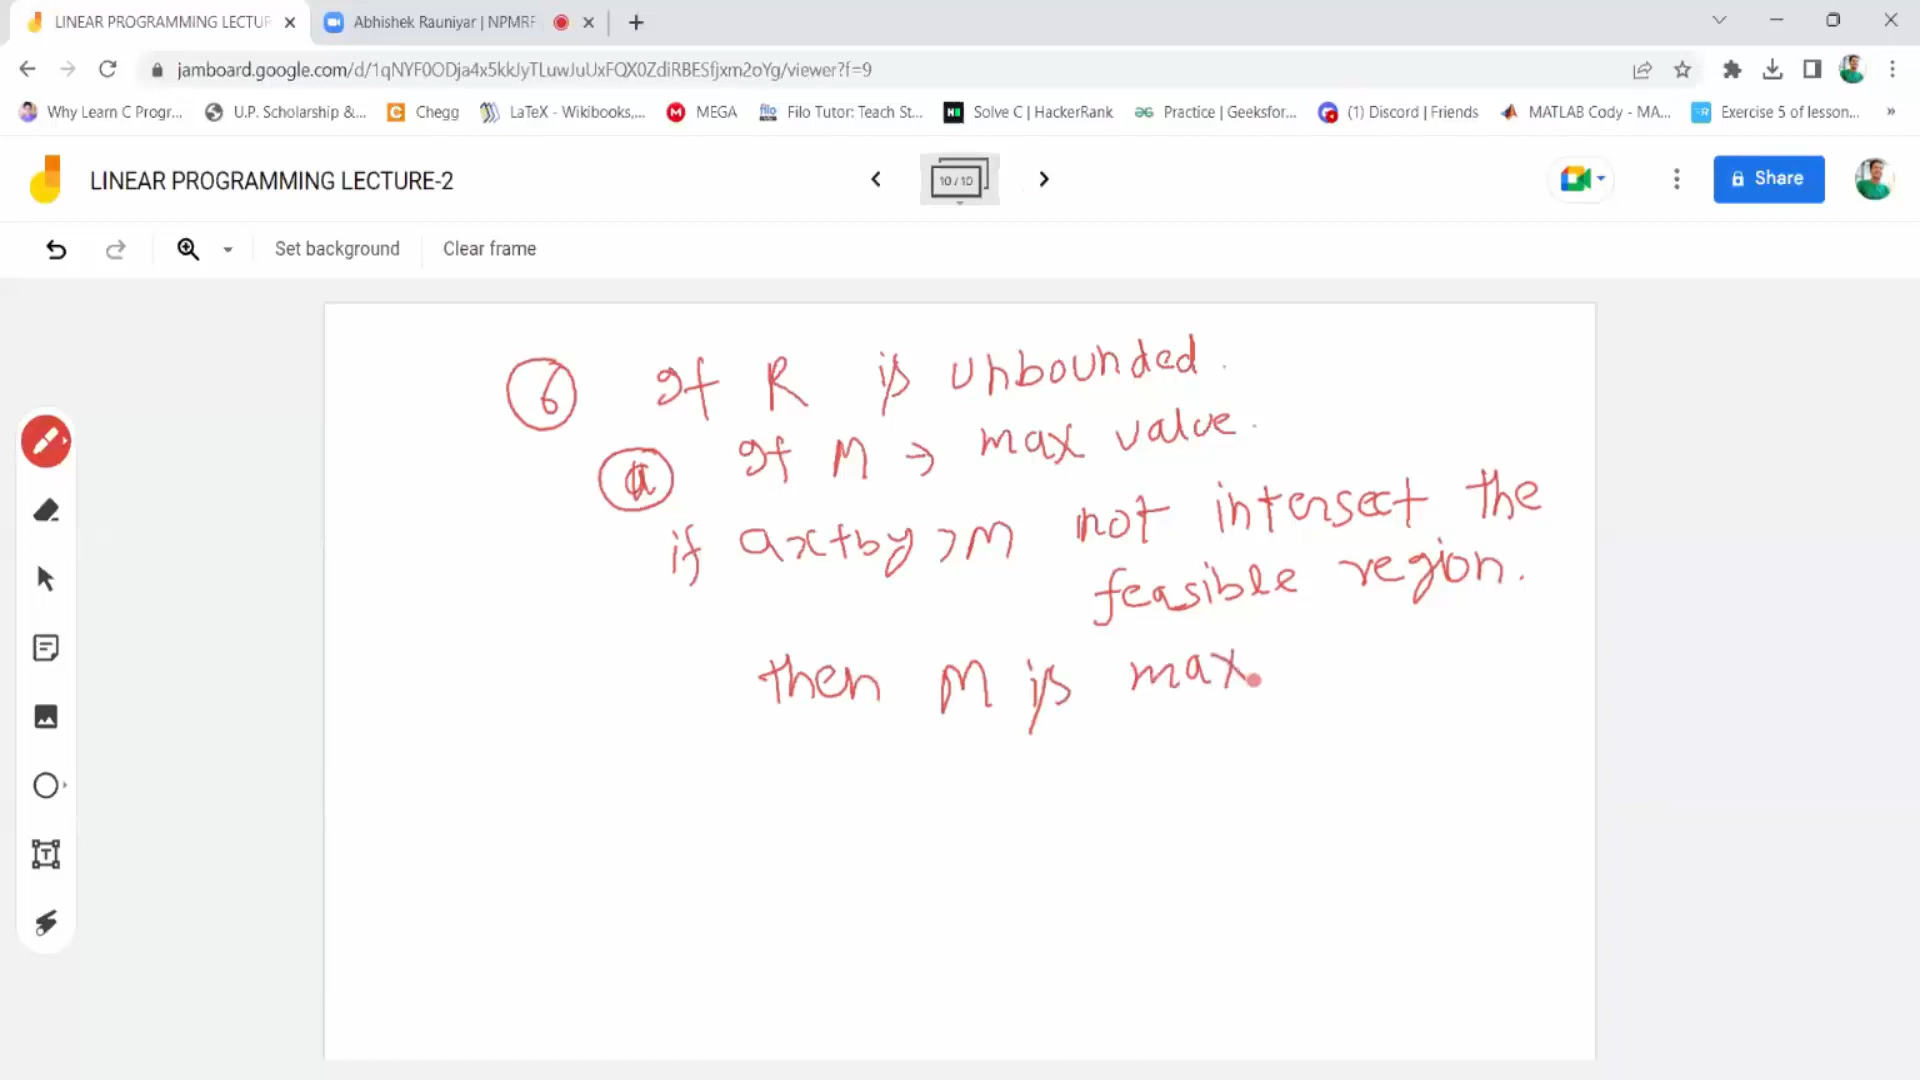 LINEAR PROGRAMMING LECTUR
Abhishek Rauniyar | NPMRF
jamboard.google.com/d/1qNYF0ODja4x5kkJyTLuwJuUxFQX0ZdiRBESfjxm2oYg/viewer?f=9
Why Learn C Progr... U.P. Scholarship &... Chegg LaTeX - Wikibooks,... MEGA Filo Tutor: Teach St... Solve C | HackerRank Practice | Geeksfor... (1) Discord | Friends MATLAB Cody - MA... Exercise 5 of lesson... »
LINEAR PROGRAMMING LECTURE-2
10 / 10
Share
Set background Clear frame
6 If R is unbounded.
a If M → max value.
if ax+by>M not intersect the
feasible region.
then M is max